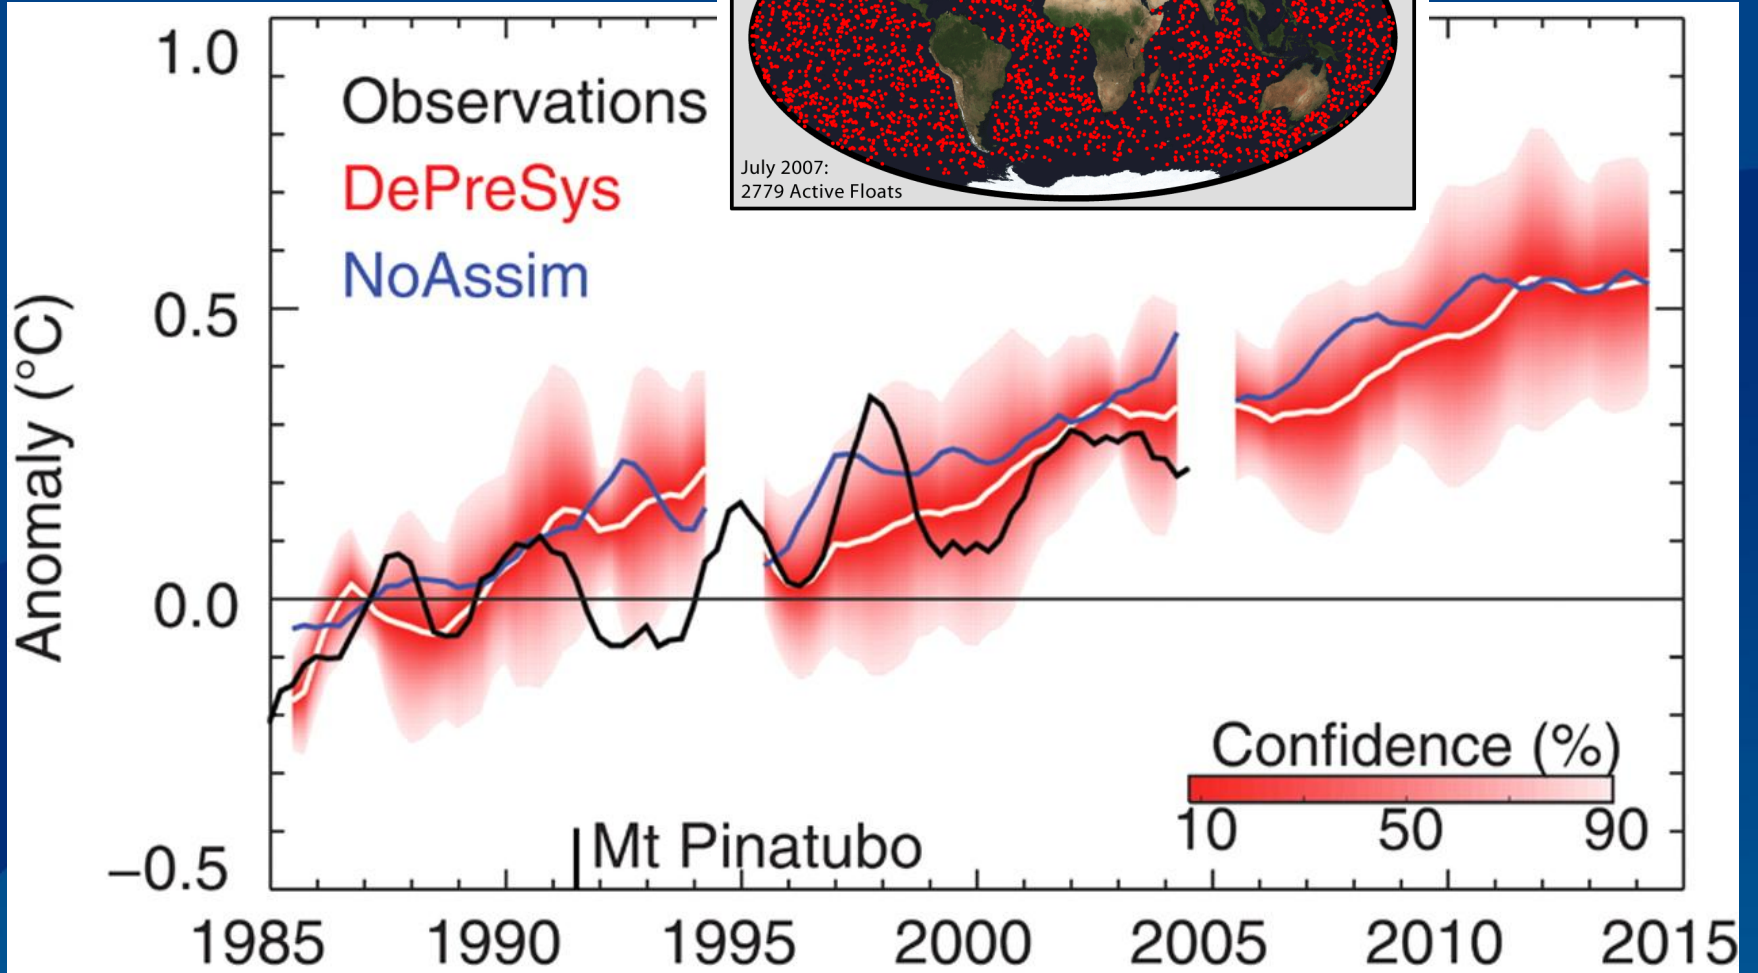 1.0
Observations
DePreSys
NoAssim
July 2007:
2779 Active Floats
Anomaly (°C)
0.5
0.0
−0.5
Confidence (%)
10 50 90
Mt Pinatubo
1985 1990 1995 2000 2005 2010 2015